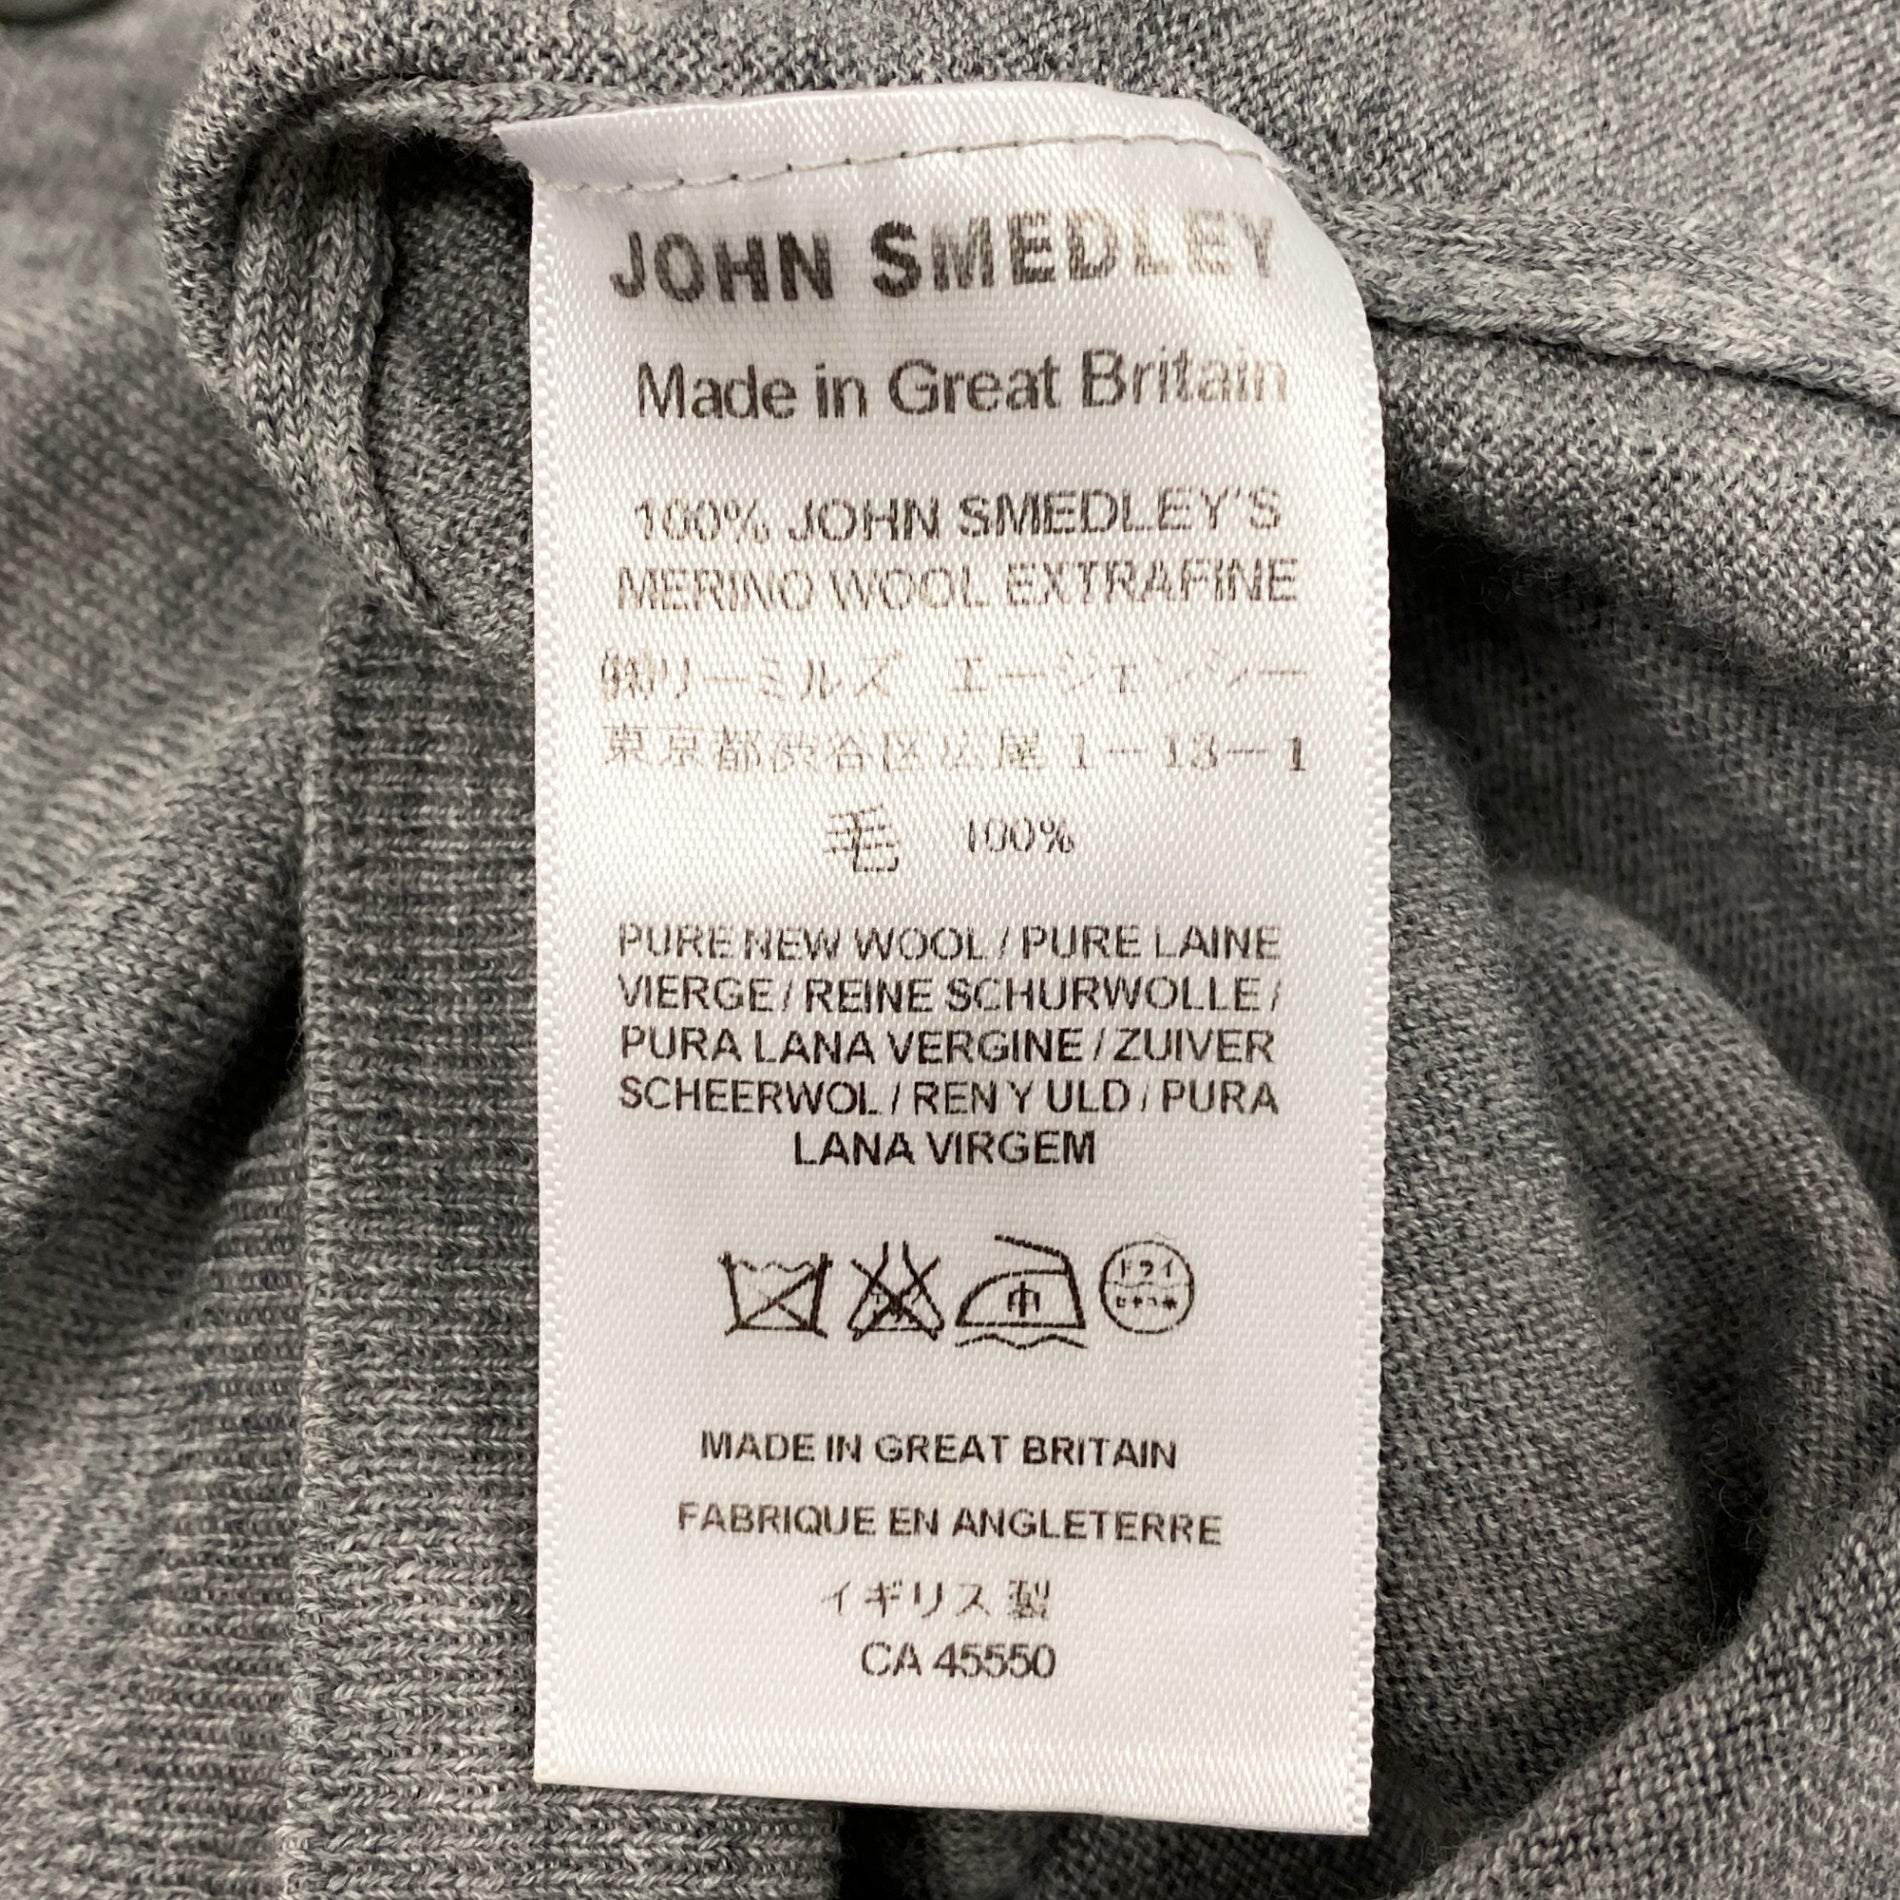 JOHN SMEDLEY
Made in Great Britain
100% JOHN SMEDLEY'S
MERINO WOOL EXTRAFINE
㈱リーミルズ エージェンシー
東京都渋谷区広尾1-13-1
毛 100%
PURE NEW WOOL / PURE LAINE
VIERGE / REINE SCHURWOLLE /
PURA LANA VERGINE / ZUIVER
SCHEERWOL / REN Y ULD / PURA
LANA VIRGEM
中
ドライ
MADE IN GREAT BRITAIN
FABRIQUE EN ANGLETERRE
イギリス製
CA 45550